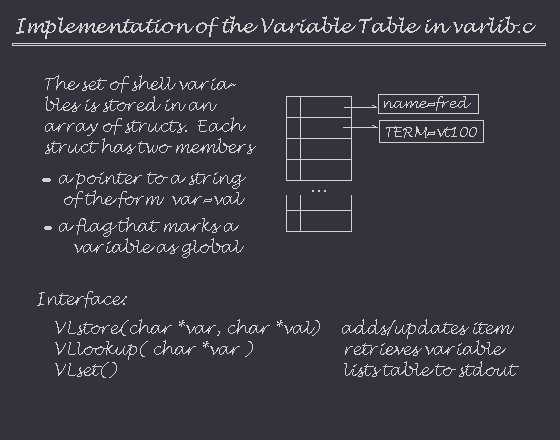 Implementation of the Variable Table in varlib.c
The set of shell varia-
bles is stored in an
array of structs. Each
struct has two members
- a pointer to a string
of the form var=val
- a flag that marks a
variable as global
name=fred
TERM=vt100
...
Interface:
VLstore(char *var, char *val) adds/updates item
VLlookup( char *var ) retrieves variable
VLset() lists table to stdout